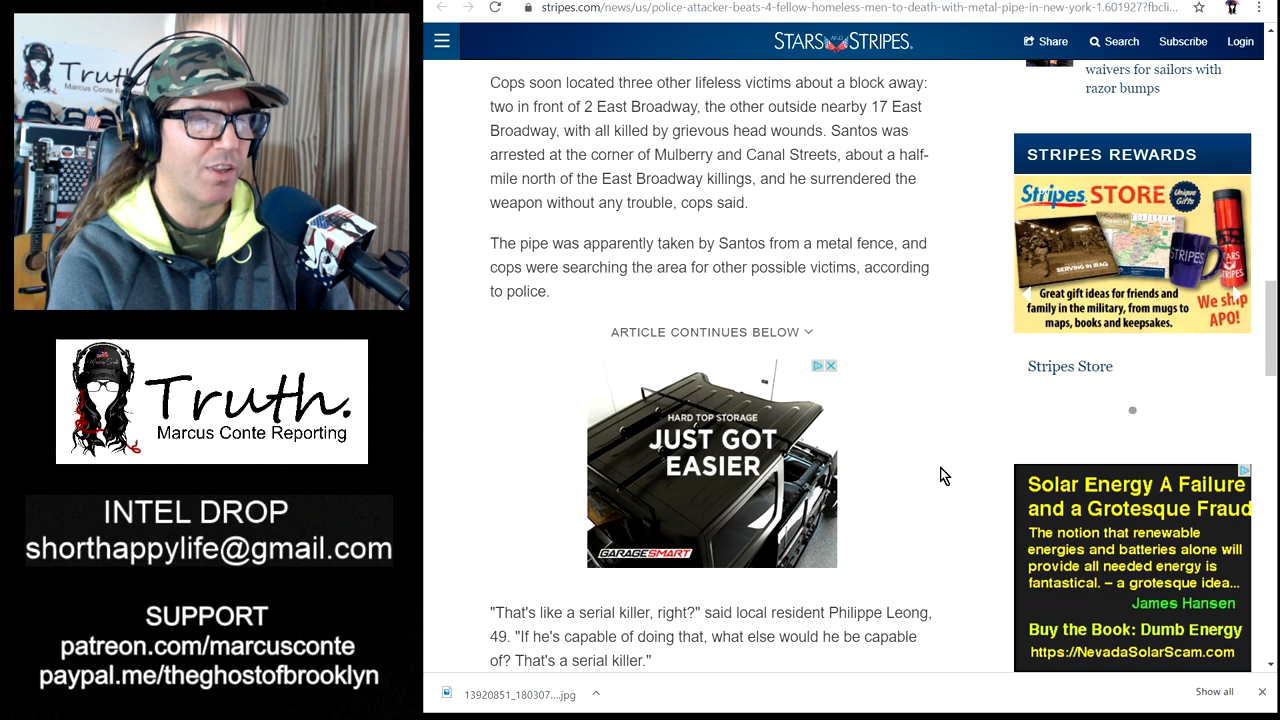 Truth.
Marcus Conte Reporting
Truth.
Marcus Conte Reporting
INTEL DROP
shorthappylife@gmail.com
SUPPORT
patreon.com/marcusconte
paypal.me/theghostofbrooklyn
stripes.com/news/us/police-attacker-beats-4-fellow-homeless-men-to-death-with-metal-pipe-in-new-york-1.601927?fbcli...
STARS AND STRIPES.
Share
Search
Subscribe
Login
Cops soon located three other lifeless victims about a block away:
two in front of 2 East Broadway, the other outside nearby 17 East
Broadway, with all killed by grievous head wounds. Santos was
arrested at the corner of Mulberry and Canal Streets, about a half-
mile north of the East Broadway killings, and he surrendered the
weapon without any trouble, cops said.
The pipe was apparently taken by Santos from a metal fence, and
cops were searching the area for other possible victims, according
to police.
ARTICLE CONTINUES BELOW
HARD TOP STORAGE
JUST GOT
EASIER
GARAGESMART
"That's like a serial killer, right?" said local resident Philippe Leong,
49. "If he's capable of doing that, what else would he be capable
of? That's a serial killer."
waivers for sailors with
razor bumps
STRIPES REWARDS
Stripes STORE
Unique
Gifts
SERVING IN IRAQ
STRIPES
Great gift ideas for friends and
family in the military, from mugs to
maps, books and keepsakes.
We ship
APO!
Stripes Store
Solar Energy A Failure
and a Grotesque Fraud
The notion that renewable
energies and batteries alone will
provide all needed energy is
fantastical. – a grotesque idea...
James Hansen
Buy the Book: Dumb Energy
https://NevadaSolarScam.com
13920851_180307....jpg
Show all